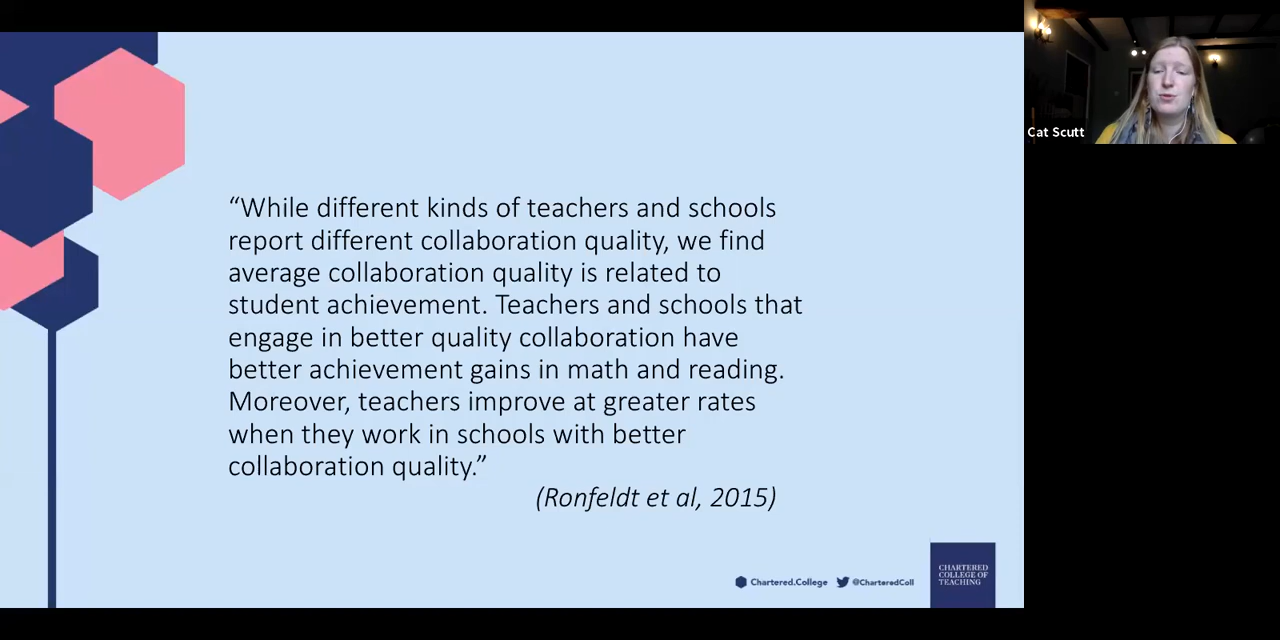 Cat Scutt
“While different kinds of teachers and schools
report different collaboration quality, we find
average collaboration quality is related to
student achievement. Teachers and schools that
engage in better quality collaboration have
better achievement gains in math and reading.
Moreover, teachers improve at greater rates
when they work in schools with better
collaboration quality.”
(Ronfeldt et al, 2015)
Chartered.College @CharteredColl
CHARTERED
COLLEGE OF
TEACHING